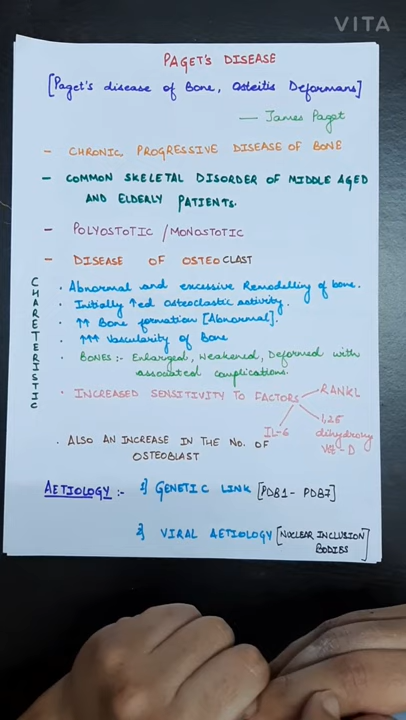 VITA
PAGET'S DISEASE
[Paget's disease of Bone, Osteitis Deformans]
— James Paget
- CHRONIC PROGRESSIVE DISEASE OF BONE
- COMMON SKELETAL DISORDER OF MIDDLE AGED
AND ELDERLY PATIENTS.
- POLYOSTOTIC / MONOSTOTIC
- DISEASE OF OSTEOCLAST
CHARETERISTIC
· Abnormal and excessive Remodelling of bone.
· Initially ↑ed osteoclastic activity.
· ↑↑ Bone formation [Abnormal].
· ↑↑↑ Vascularity of Bone
· BONES :- Enlarged, Weakened, Deformed with
associated complications.
· INCREASED SENSITIVITY TO FACTORS
RANKL
1,25
dihydroxy
Vit-D
IL-6
· ALSO AN INCREASE IN THE NO. OF
OSTEOBLAST
AETIOLOGY :- 1) GENETIC LINK [PDB1 - PDB7]
2) VIRAL AETIOLOGY [NUCLEAR INCLUSION
BODIES]